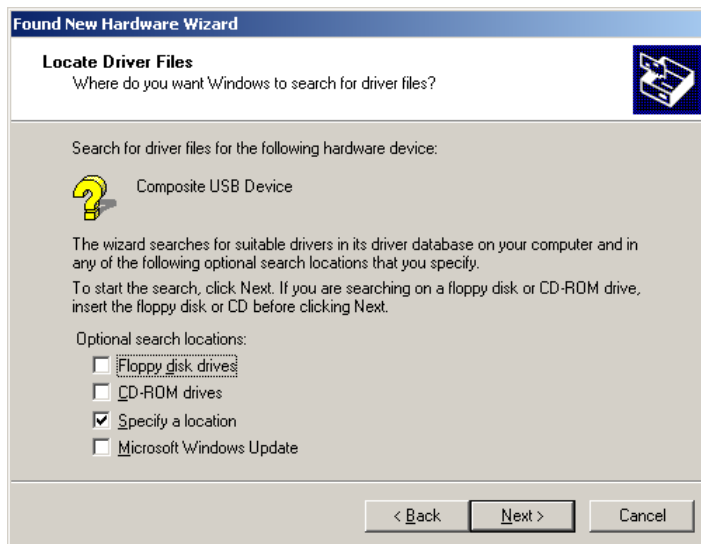 Found New Hardware Wizard
Locate Driver Files
Where do you want Windows to search for driver files?
Search for driver files for the following hardware device:
Composite USB Device
The wizard searches for suitable drivers in its driver database on your computer and in
any of the following optional search locations that you specify.
To start the search, click Next. If you are searching on a floppy disk or CD-ROM drive,
insert the floppy disk or CD before clicking Next.
Optional search locations:
Floppy disk drives
CD-ROM drives
Specify a location
Microsoft Windows Update
< Back Next > Cancel